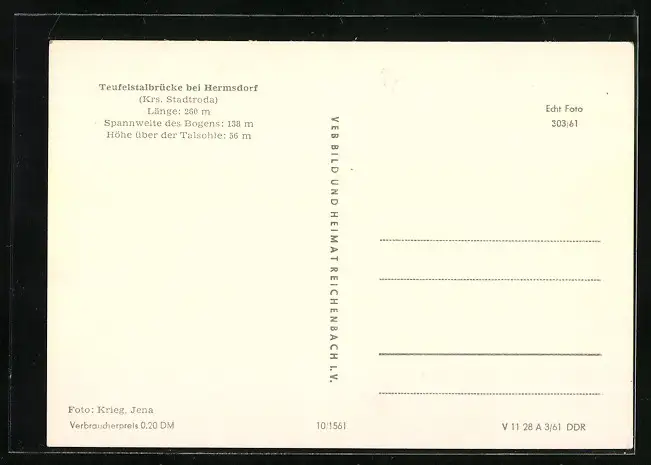 Teufelstalbrücke bei Hermsdorf
(Krs. Stadtroda)
Länge: 260 m
Spannweite des Bogens: 138 m
Höhe über der Talsohle: 56 m
Foto: Krieg, Jena
Verbraucherpreis 0,20 DM
VEB BILD UND HEIMAT REICHENBACH I.V.
10/1561
Echt Foto
303/61
V 11 28 A 3/61 DDR